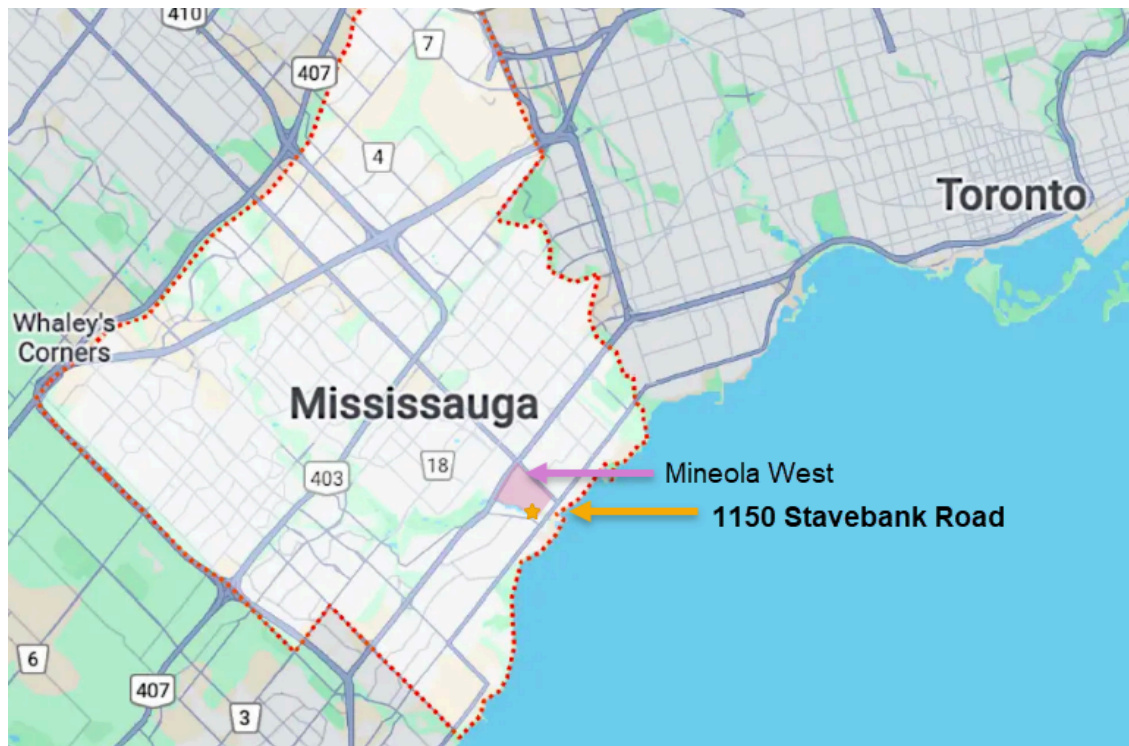 410
7
407
4
Toronto
Whaley's
Corners
Mississauga
18
403
Mineola West
1150 Stavebank Road
6
407
3